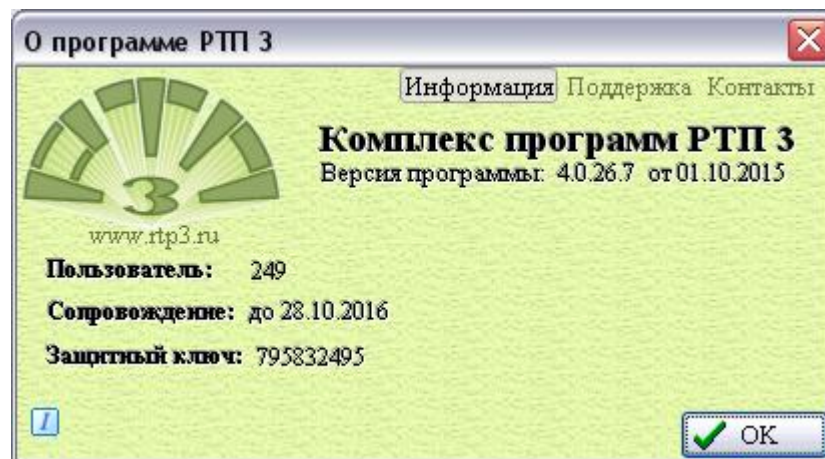 О программе РТП 3
Информация Поддержка Контакты
Комплекс программ РТП 3
Версия программы: 4.0.26.7 от 01.10.2015
3
www.rtp3.ru
Пользователь: 249
Сопровождение: до 28.10.2016
Защитный ключ: 795832495
I
OK